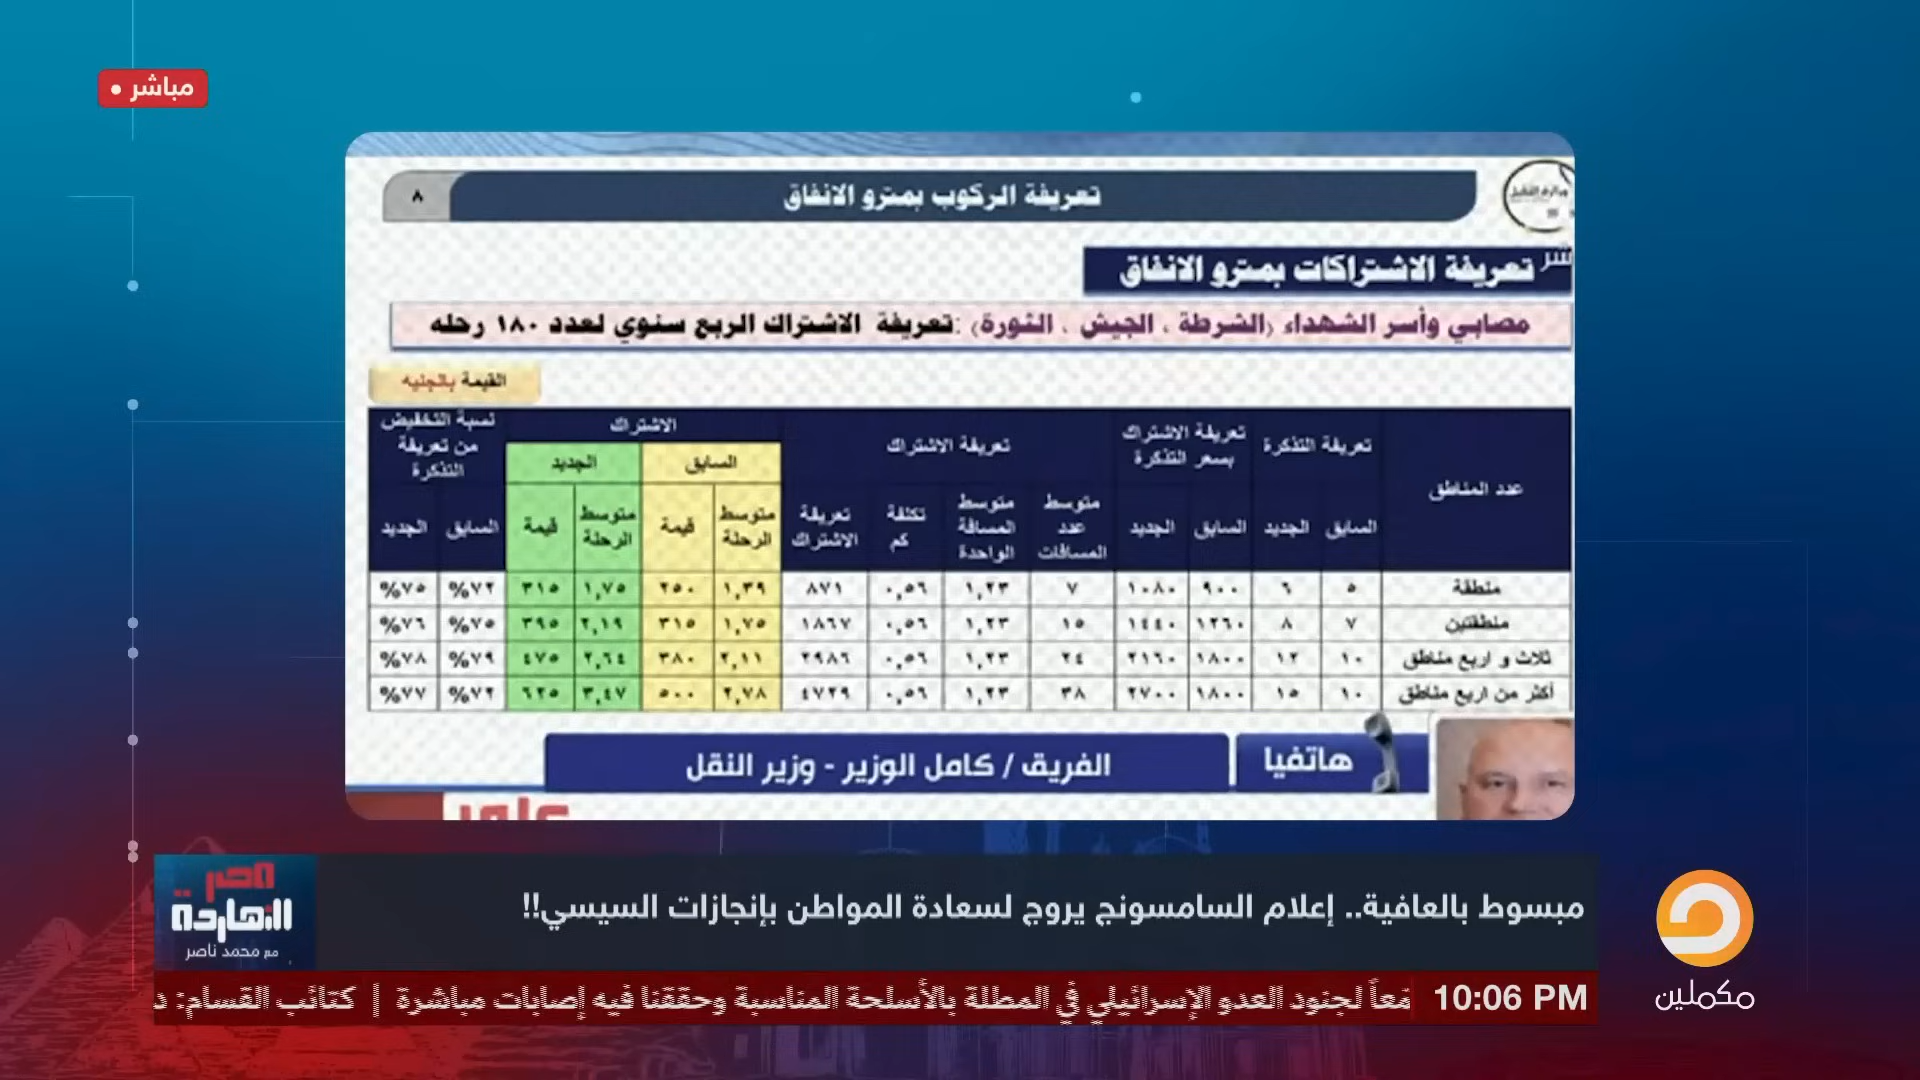 مباشر
تعريفة الركوب بمترو الانفاق
٨
تعريفة الاشتراكات بمترو الانفاق
مصابي وأسر الشهداء (الشرطة ، الجيش ، الثورة) :تعريفة الاشتراك الربع سنوي لعدد ١٨٠ رحله
القيمة بالجنيه
عدد المناطق تعريفة التذكرة تعريفة الاشتراك بسعر التذكرة تعريفة الاشتراك الاشتراك نسبة التخفيض من تعريفة التذكرة
السابق الجديد
السابق الجديد السابق الجديد متوسط عدد المسافات متوسط المسافة الواحدة تكلفة كم تعريفة الاشتراك متوسط الرحلة قيمة متوسط الرحلة قيمة السابق الجديد
منطقة ٥ ٦ ٩٠٠ ١٠٨٠ ٧ ١,٢٣ ٠,٥٦ ٨٧١ ١,٣٩ ٢٥٠ ١,٧٥ ٣١٥ ٧٢% ٧٥%
منطقتين ٧ ٨ ١٢٦٠ ١٤٤٠ ١٥ ١,٢٣ ٠,٥٦ ١٨٦٧ ١,٧٥ ٣١٥ ٢,١٩ ٣٩٥ ٧٥% ٧٦%
ثلاث و اربع مناطق ١٠ ١٢ ١٨٠٠ ٢١٦٠ ٢٤ ١,٢٣ ٠,٥٦ ٢٩٨٦ ٢,١١ ٣٨٠ ٢,٦٤ ٤٧٥ ٧٩% ٧٨%
أكثر من اربع مناطق ١٠ ١٥ ١٨٠٠ ٢٧٠٠ ٣٨ ١,٢٣ ٠,٥٦ ٤٧٢٩ ٢,٧٨ ٥٠٠ ٣,٤٧ ٦٢٥ ٧٢% ٧٧%
هاتفيا
الفريق / كامل الوزير - وزير النقل
مبسوط بالعافية.. إعلام السامسونج يروج لسعادة المواطن بإنجازات السيسي!!
مصر النهاردة
مع محمد ناصر
10:06 PM
لجنود العدو الإسرائيلي في المطلة بالأسلحة المناسبة وحققنا فيه إصابات مباشرة | كتائب القسام:
مكملين